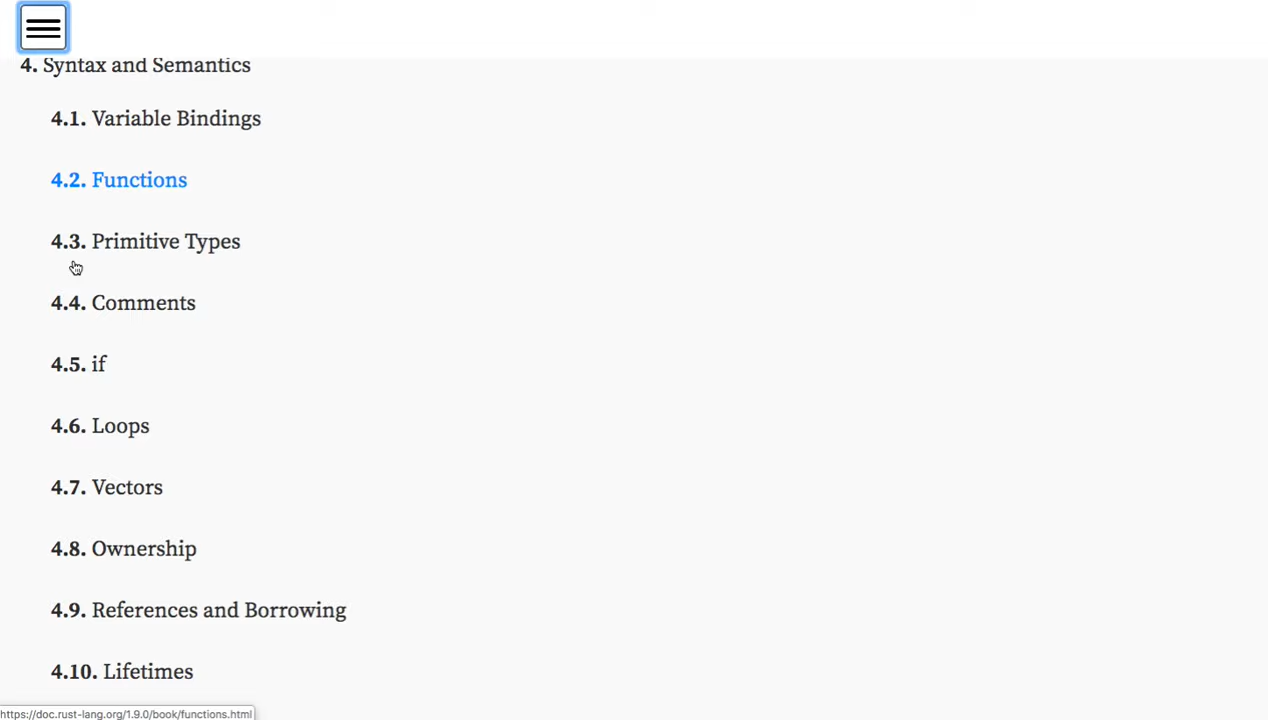 4. Syntax and Semantics
4.1. Variable Bindings
4.2. Functions
4.3. Primitive Types
4.4. Comments
4.5. if
4.6. Loops
4.7. Vectors
4.8. Ownership
4.9. References and Borrowing
4.10. Lifetimes
https://doc.rust-lang.org/1.9.0/book/functions.html